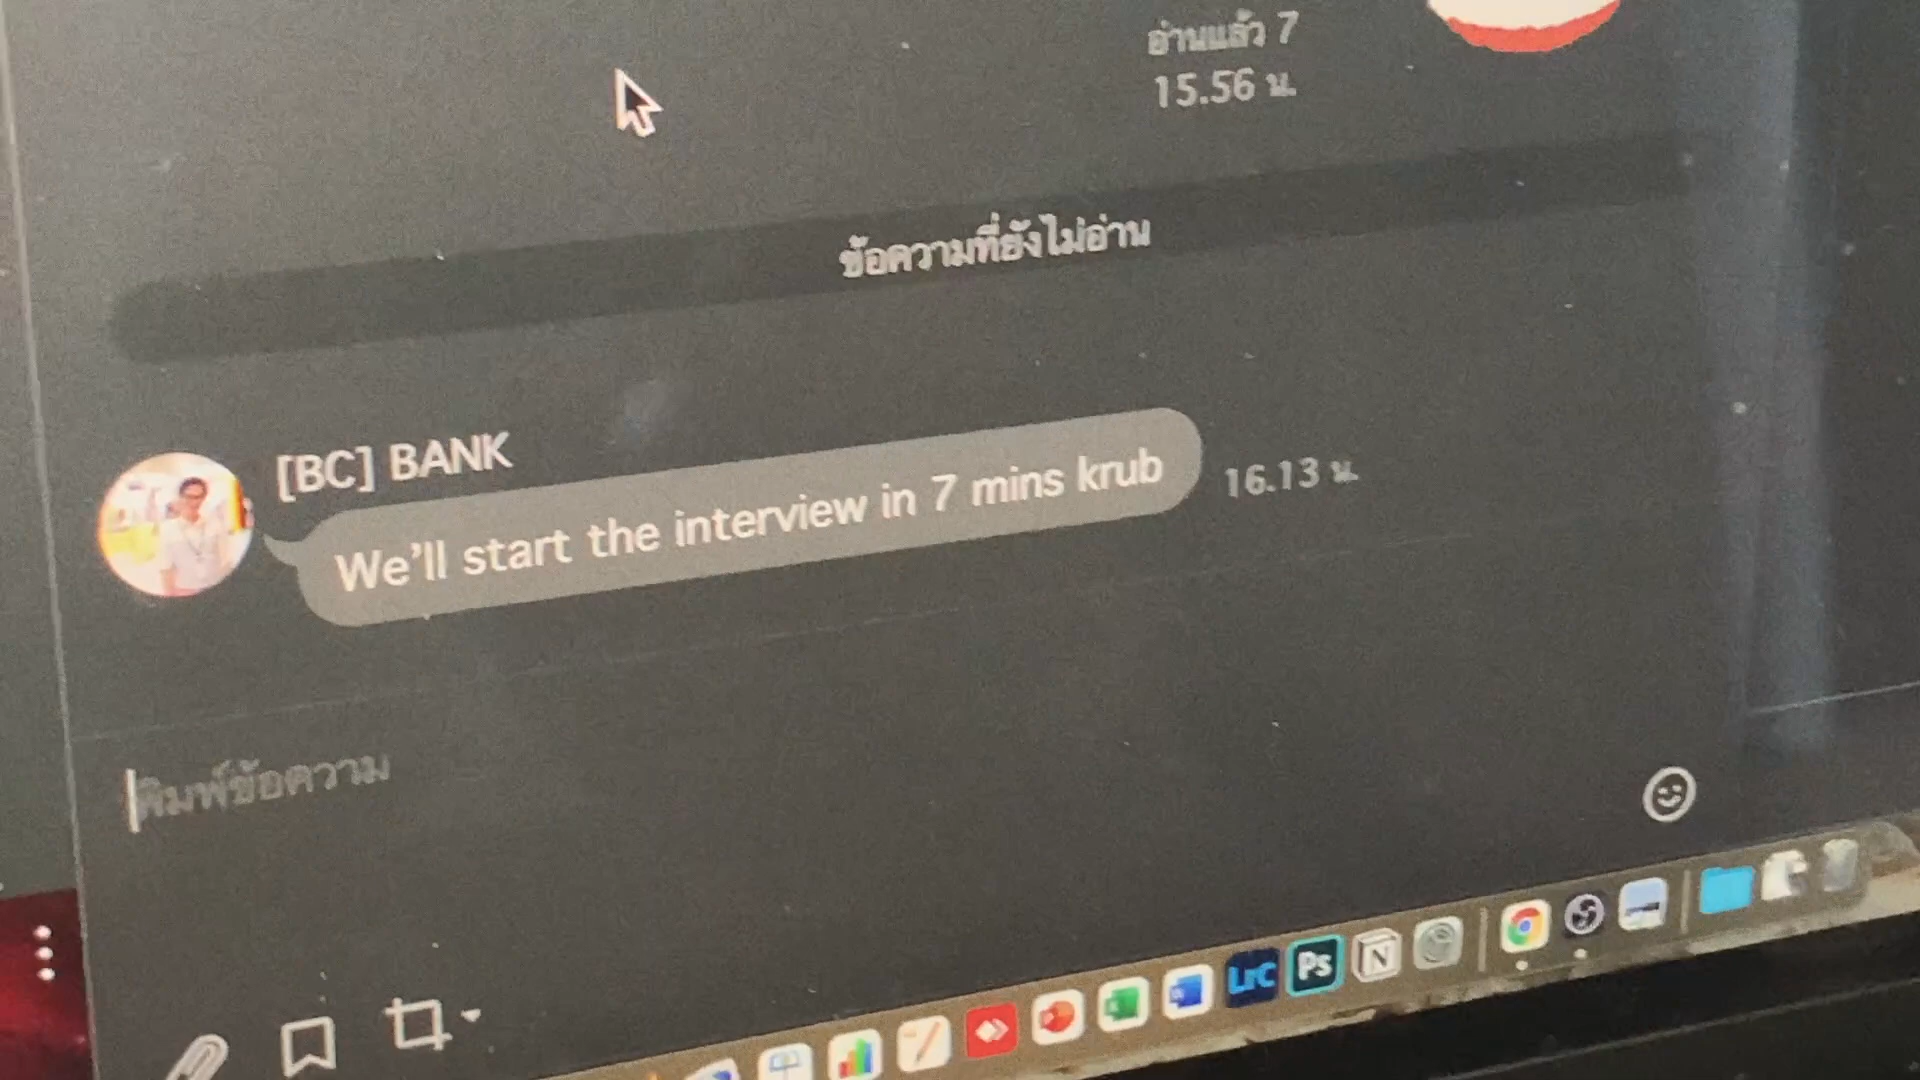 อ่านแล้ว 7
15.56 น.
ข้อความที่ยังไม่อ่าน
[BC] BANK
We'll start the interview in 7 mins krub
16.13 น.
พิมพ์ข้อความ
LrC
Ps
N